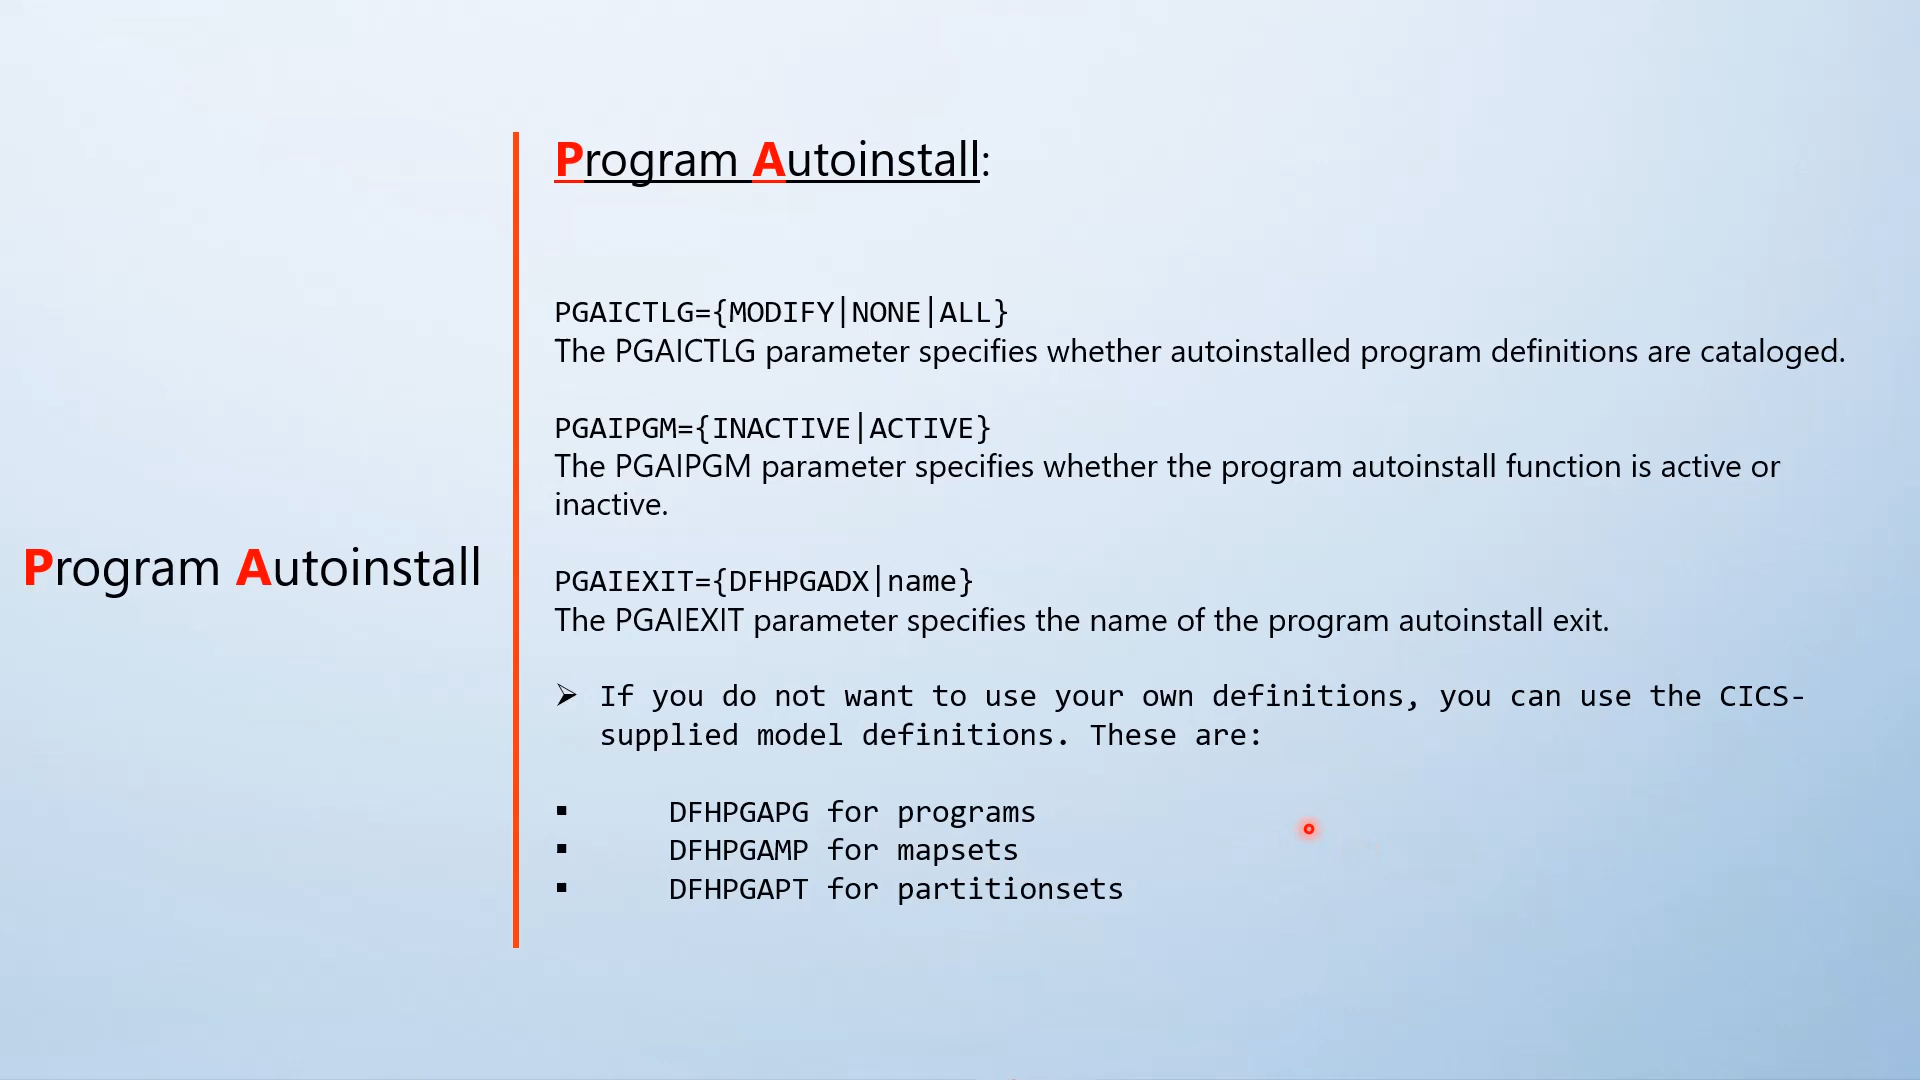 Program Autoinstall:
PGAICTLG={MODIFY|NONE|ALL}
The PGAICTLG parameter specifies whether autoinstalled program definitions are cataloged.
PGAIPGM={INACTIVE|ACTIVE}
The PGAIPGM parameter specifies whether the program autoinstall function is active or
inactive.
Program Autoinstall
PGAIEXIT={DFHPGADX|name}
The PGAIEXIT parameter specifies the name of the program autoinstall exit.
➢ If you do not want to use your own definitions, you can use the CICS-
supplied model definitions. These are:
▪ DFHPGAPG for programs
▪ DFHPGAMP for mapsets
▪ DFHPGAPT for partitionsets